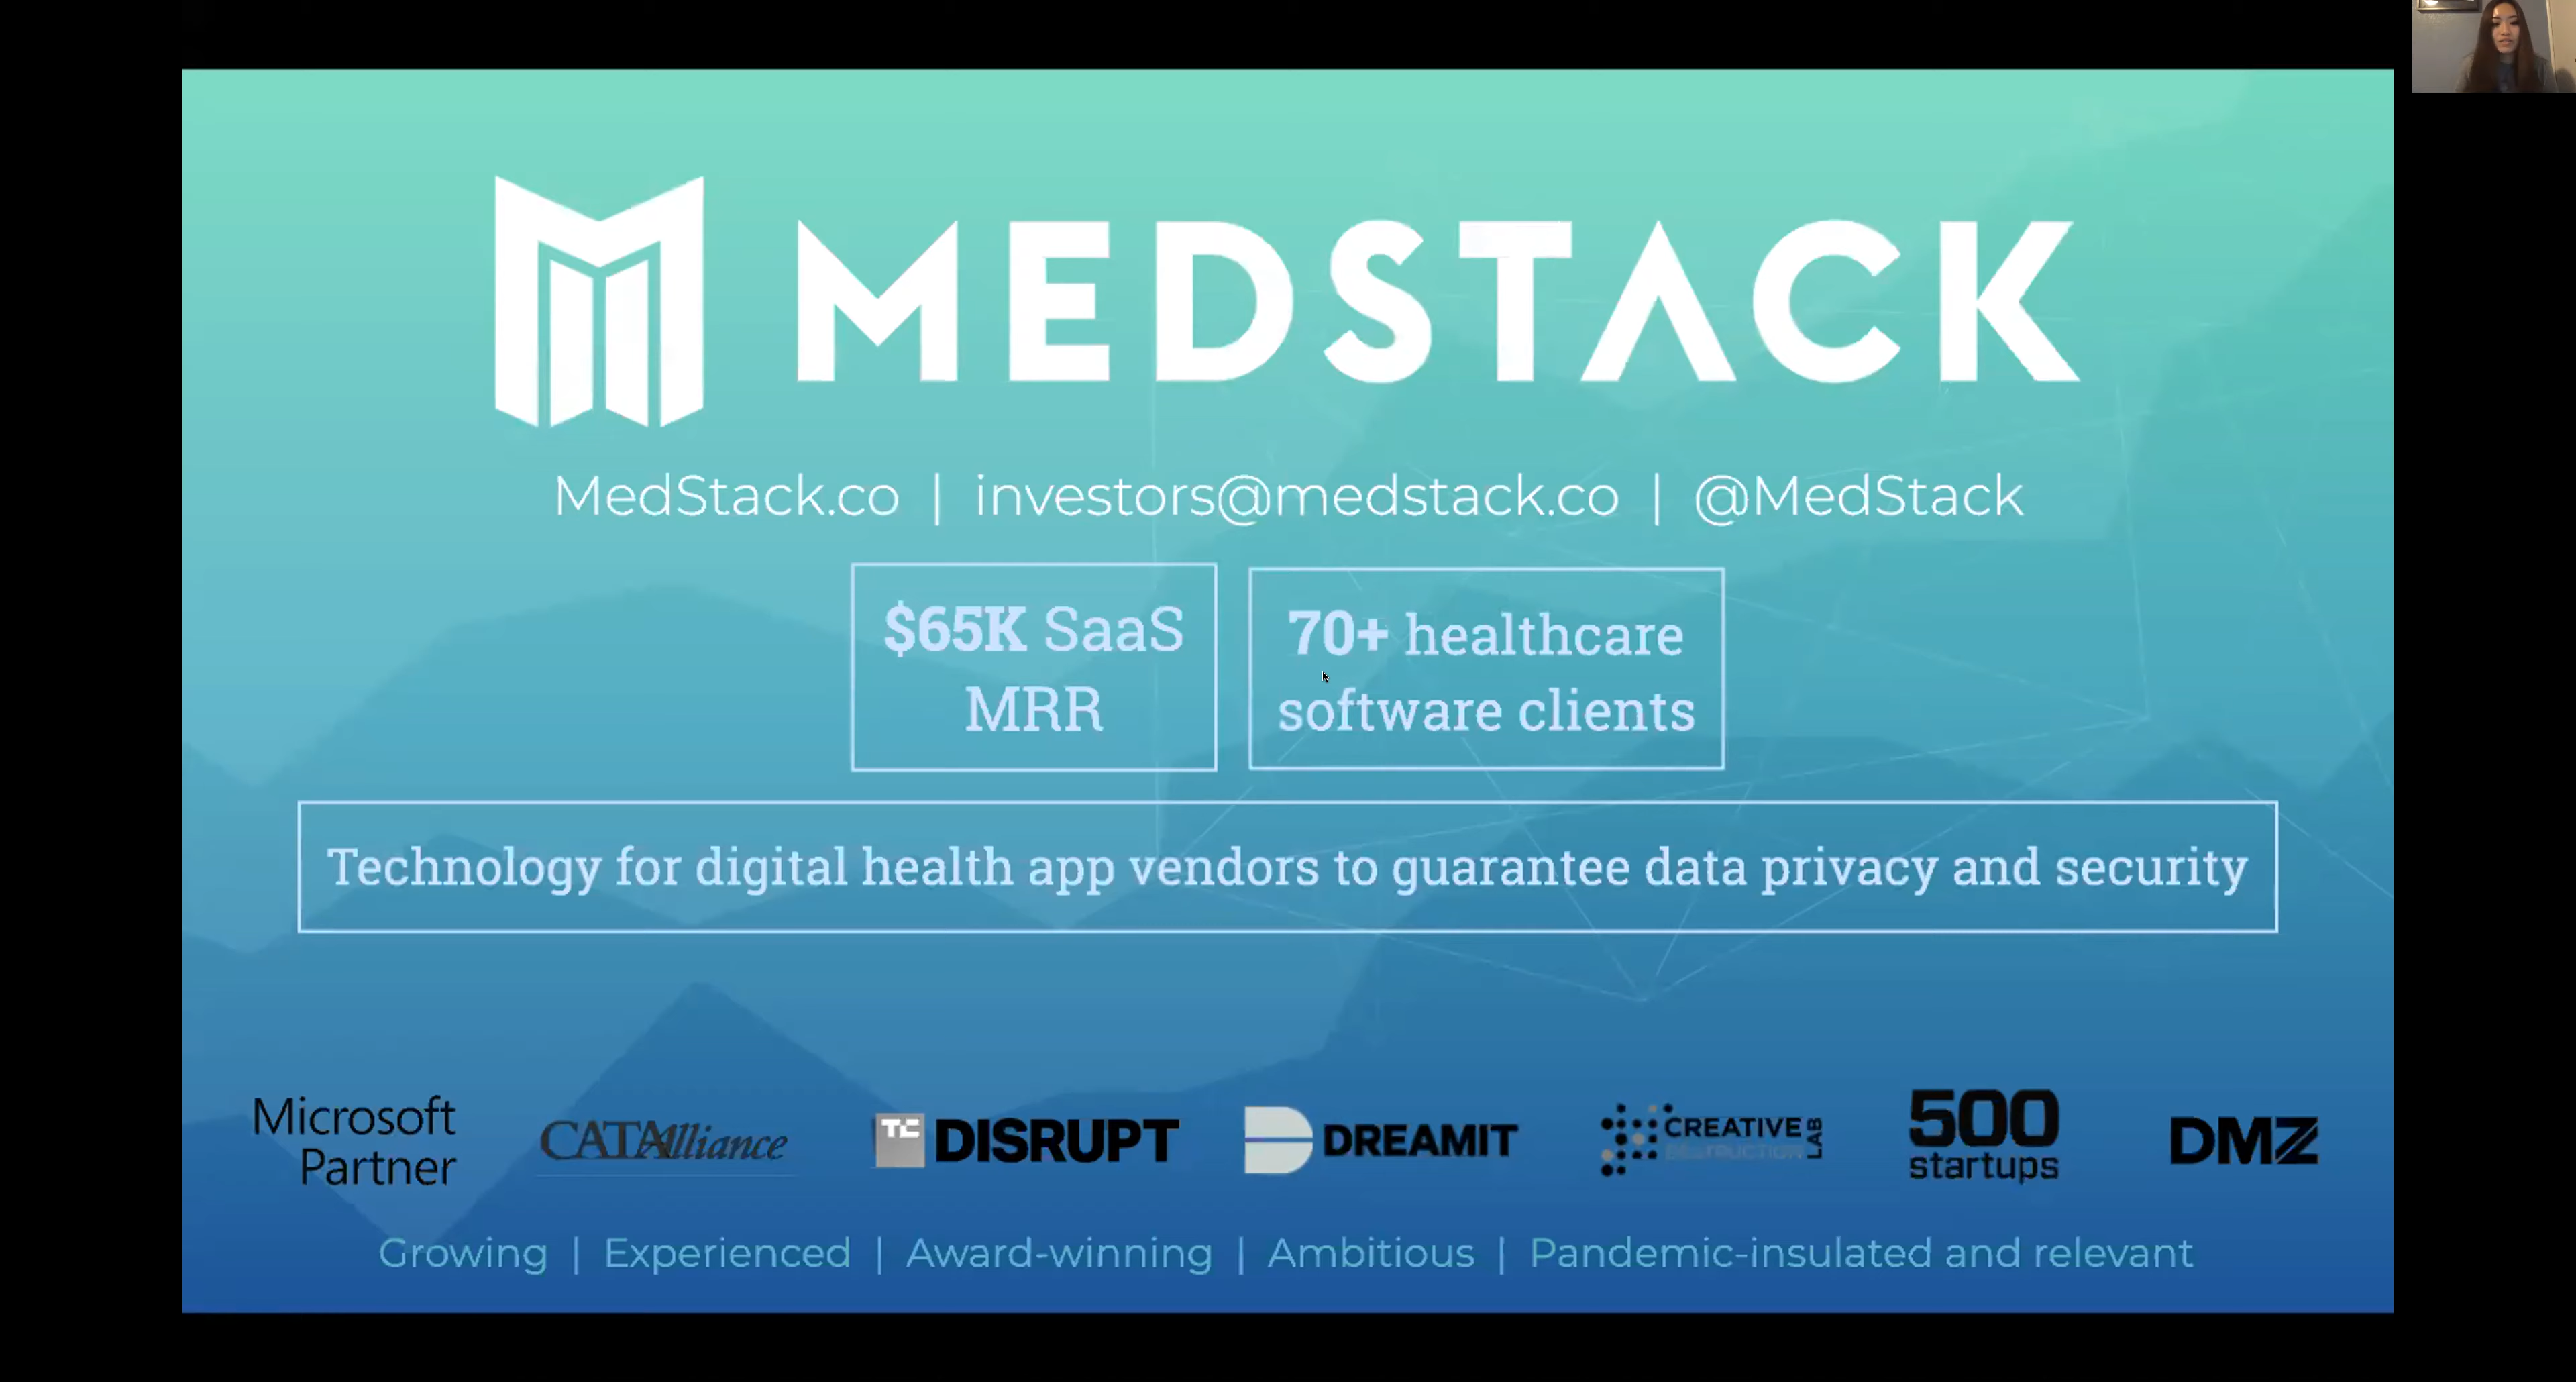 MEDSTACK
MedStack.co | investors@medstack.co | @MedStack
$65K SaaS
MRR
70+ healthcare
software clients
Technology for digital health app vendors to guarantee data privacy and security
Microsoft
Partner
CATAlliance
TC DISRUPT
DREAMIT
CREATIVE
DESTRUCTION
LAB
500
startups
DMZ
Growing | Experienced | Award-winning | Ambitious | Pandemic-insulated and relevant